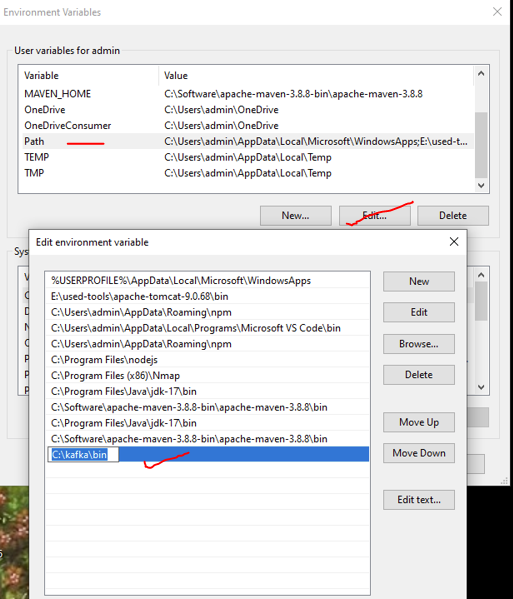 Environment Variables
User variables for admin
Variable Value
MAVEN_HOME C:\Software\apache-maven-3.8.8-bin\apache-maven-3.8.8
OneDrive C:\Users\admin\OneDrive
OneDriveConsumer C:\Users\admin\OneDrive
Path C:\Users\admin\AppData\Local\Microsoft\WindowsApps;E:\used-t...
TEMP C:\Users\admin\AppData\Local\Temp
TMP C:\Users\admin\AppData\Local\Temp
New... Edit... Delete
Edit environment variable
%USERPROFILE%\AppData\Local\Microsoft\WindowsApps
E:\used-tools\apache-tomcat-9.0.68\bin
C:\Users\admin\AppData\Roaming\npm
C:\Users\admin\AppData\Local\Programs\Microsoft VS Code\bin
C:\Users\admin\AppData\Roaming\npm
C:\Program Files\nodejs
C:\Program Files (x86)\Nmap
C:\Program Files\Java\jdk-17\bin
C:\Software\apache-maven-3.8.8-bin\apache-maven-3.8.8\bin
C:\Program Files\Java\jdk-17\bin
C:\Software\apache-maven-3.8.8-bin\apache-maven-3.8.8\bin
C:\kafka\bin
New
Edit
Browse...
Delete
Move Up
Move Down
Edit text...